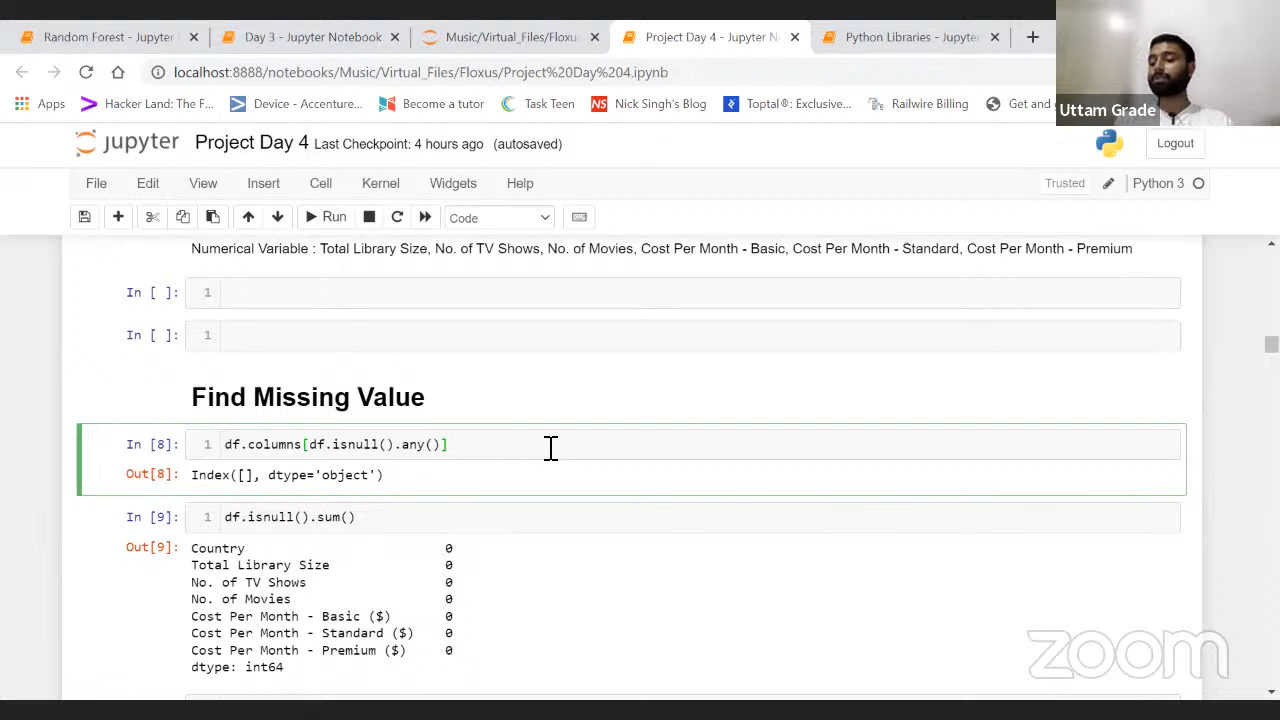 Random Forest - Jupyter
Day 3 - Jupyter Notebook
Music/Virtual_Files/Floxus
Project Day 4 - Jupyter N
Python Libraries - Jupyter
localhost:8888/notebooks/Music/Virtual_Files/Floxus/Project%20Day%204.ipynb
Apps
Hacker Land: The F...
Device - Accenture...
Become a tutor
Task Teen
NS Nick Singh's Blog
Toptal®: Exclusive...
Railwire Billing
Get and
Uttam Grade
jupyter Project Day 4 Last Checkpoint: 4 hours ago (autosaved)
Logout
File Edit View Insert Cell Kernel Widgets Help
Trusted
Python 3
Run
Code
Numerical Variable : Total Library Size, No. of TV Shows, No. of Movies, Cost Per Month - Basic, Cost Per Month - Standard, Cost Per Month - Premium
In [ ]: 1
In [ ]: 1
Find Missing Value
In [8]: 1 df.columns[df.isnull().any()]
Out[8]: Index([], dtype='object')
In [9]: 1 df.isnull().sum()
Out[9]: Country 0
Total Library Size 0
No. of TV Shows 0
No. of Movies 0
Cost Per Month - Basic ($) 0
Cost Per Month - Standard ($) 0
Cost Per Month - Premium ($) 0
dtype: int64
zoom